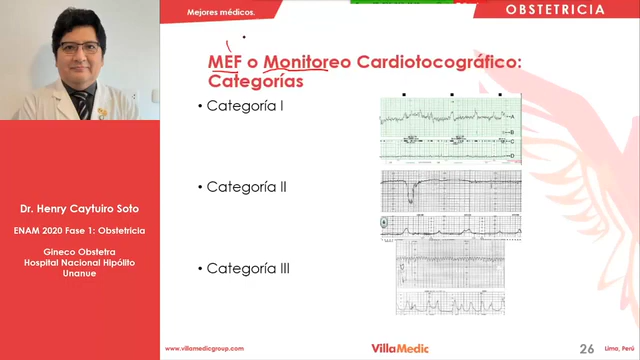 Mejores médicos.
OBSTETRICIA
MEF o Monitoreo Cardiotocográfico:
Categorías
• Categoría I
• Categoría II
• Categoría III
A
B
C
D
Dr. Henry Caytuiro Soto
ENAM 2020 Fase 1: Obstetricia
Gineco Obstetra
Hospital Nacional Hipólito
Unanue
www.villamedicgroup.com
VillaMedic
26
Lima, Perú